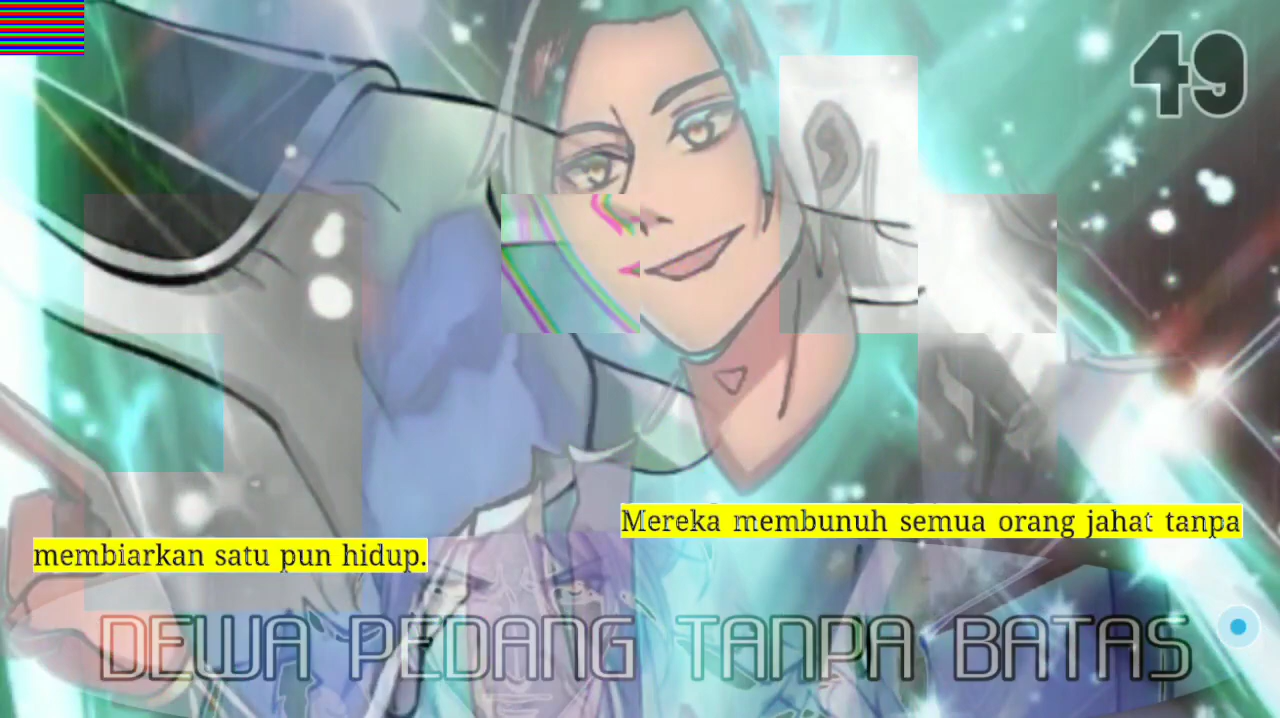 49
Mereka membunuh semua orang jahat tanpa
membiarkan satu pun hidup.
DEWA PEDANG TANPA BATAS